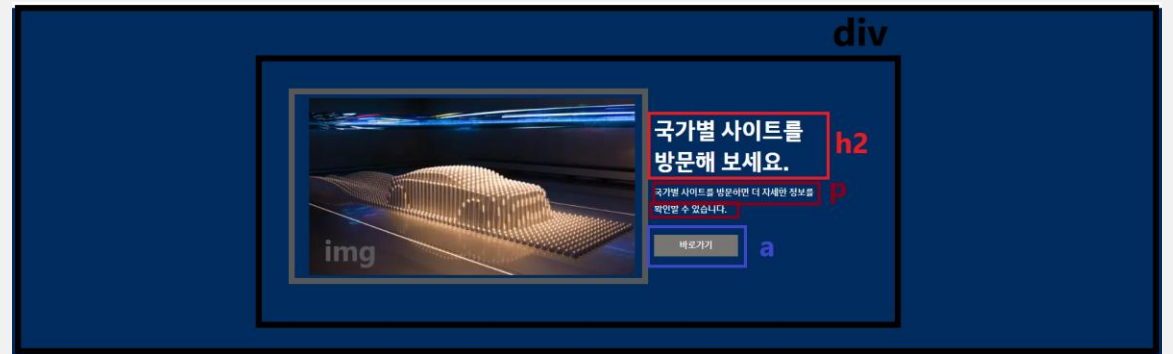 div
국가별 사이트를
방문해 보세요.
h2
국가별 사이트를 방문하면 더 자세한 정보를
확인할 수 있습니다.
p
바로가기
a
img